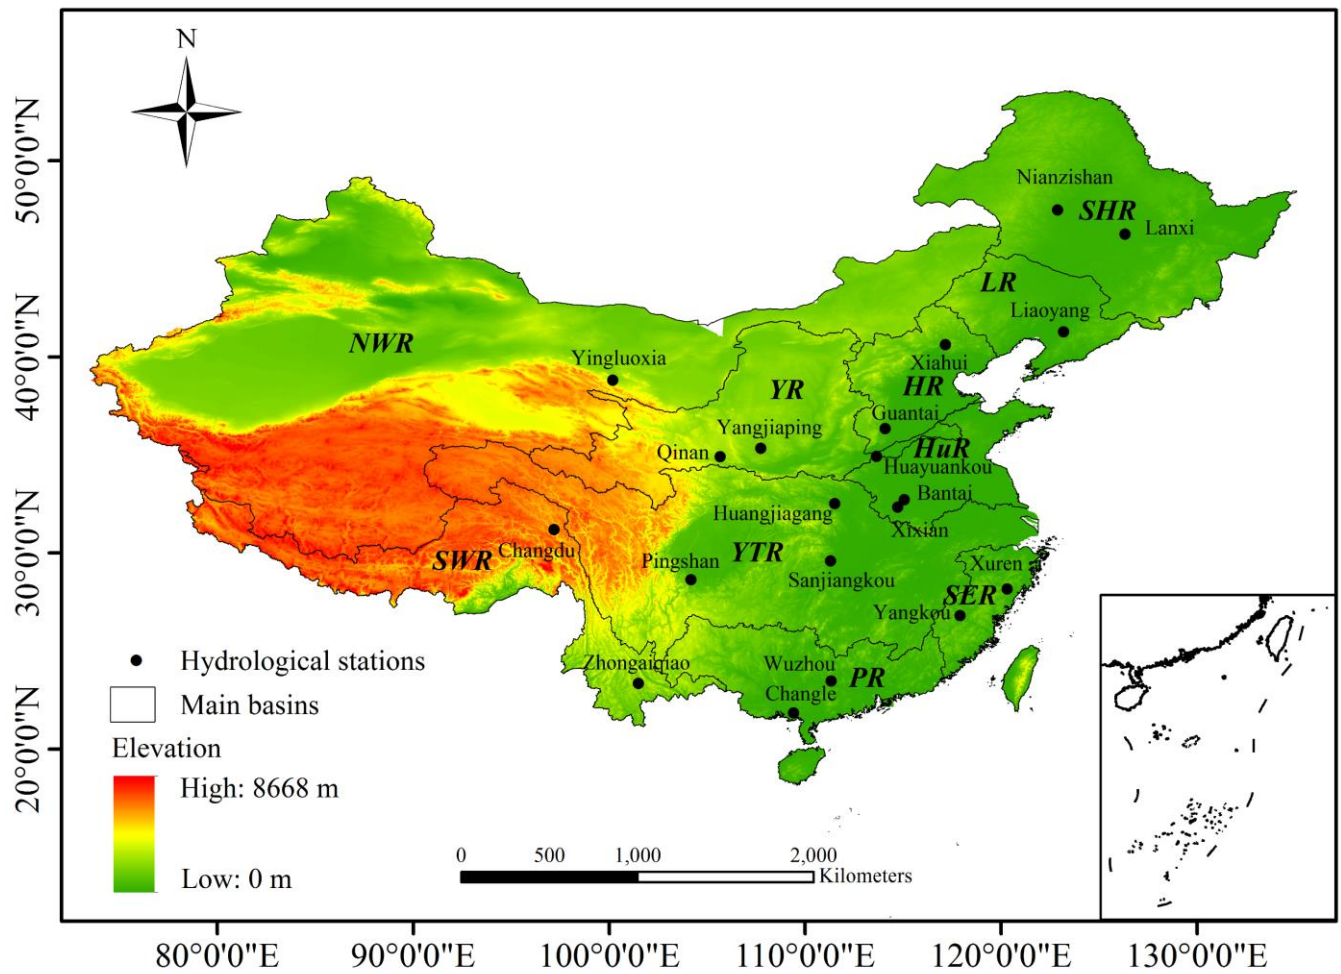 N
50°0'0"N
40°0'0"N
30°0'0"N
20°0'0"N
Nianzishan
SHR
Lanxi
LR
Liaoyang
NWR
Yingluoxia
Xiahui
YR
HR
Guantai
Yangjiaping
Qinan
HuR
Huayuankou
Bantai
Huangjiagang
Xixian
SWR
Changdu
Pingshan
YTR
Sanjiangkou
Xuren
SER
Yangkou
Zhongaiqiao
Wuzhou
PR
Changle
Hydrological stations
Main basins
Elevation
High: 8668 m
Low: 0 m
0 500 1,000 2,000
Kilometers
80°0'0"E 90°0'0"E 100°0'0"E 110°0'0"E 120°0'0"E 130°0'0"E